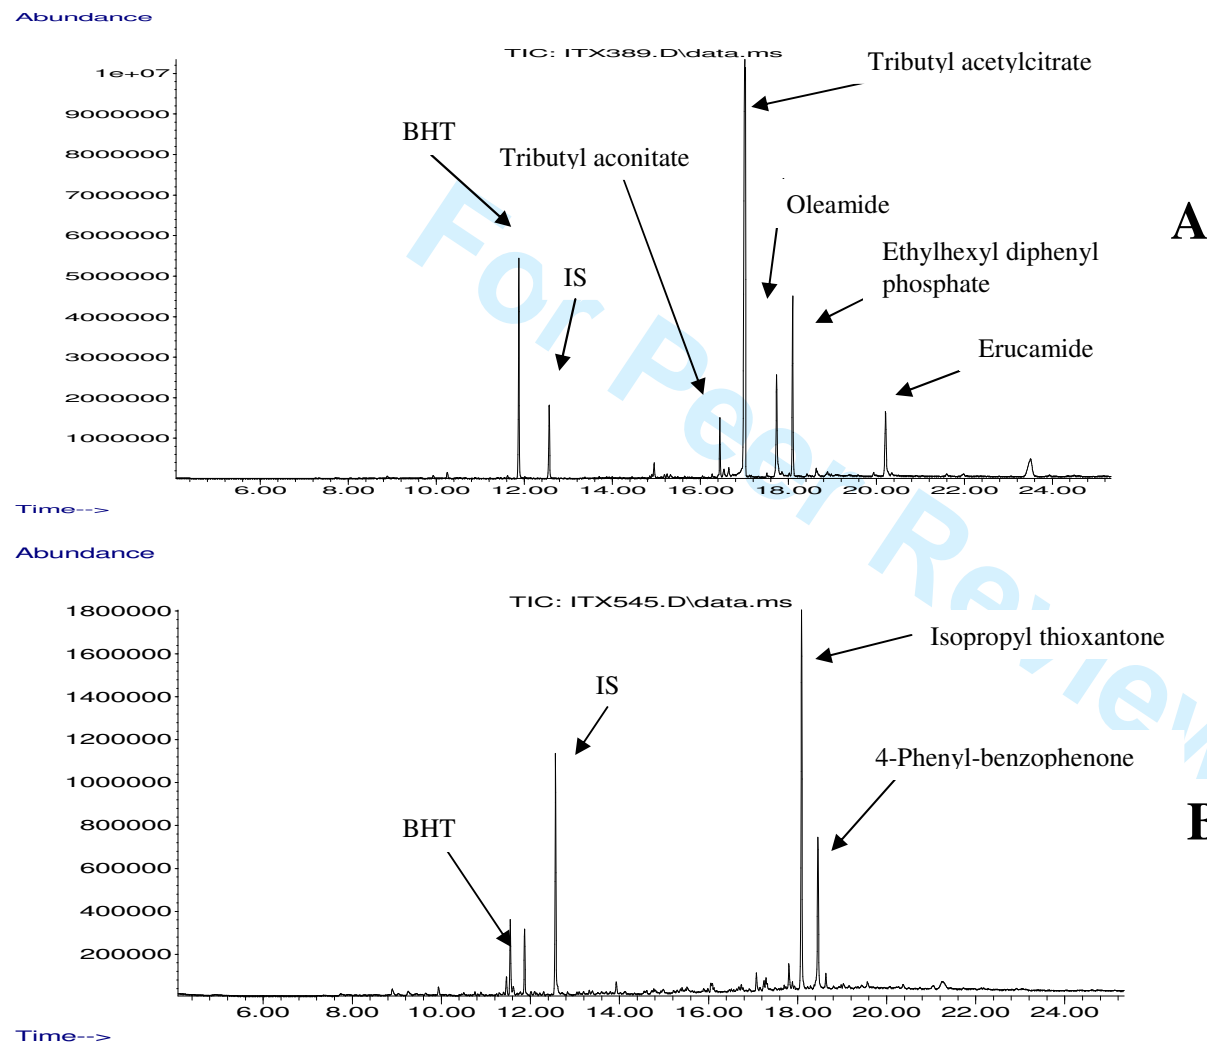 Abundance
TIC: ITX389.D\data.ms
Tributyl acetylcitrate
1e+07
9000000
BHT
8000000
Tributyl aconitate
7000000
Oleamide
A
6000000
Ethylhexyl diphenyl
phosphate
5000000
IS
4000000
Erucamide
3000000
2000000
1000000
6.00 8.00 10.00 12.00 14.00 16.00 18.00 20.00 22.00 24.00
Time-->
For Peer Review
Abundance
TIC: ITX545.D\data.ms
1800000
Isopropyl thioxantone
1600000
IS
1400000
1200000
4-Phenyl-benzophenone
1000000
B
BHT
800000
600000
400000
200000
6.00 8.00 10.00 12.00 14.00 16.00 18.00 20.00 22.00 24.00
Time-->